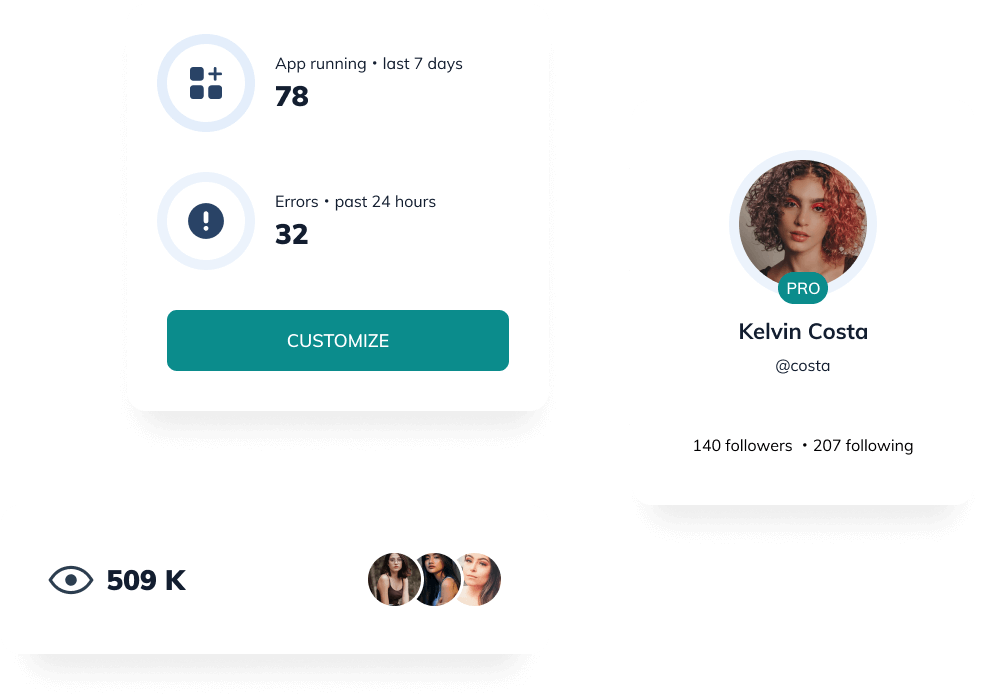 App running • last 7 days
78
Errors • past 24 hours
32
CUSTOMIZE
PRO
Kelvin Costa
@costa
140 followers • 207 following
509 K